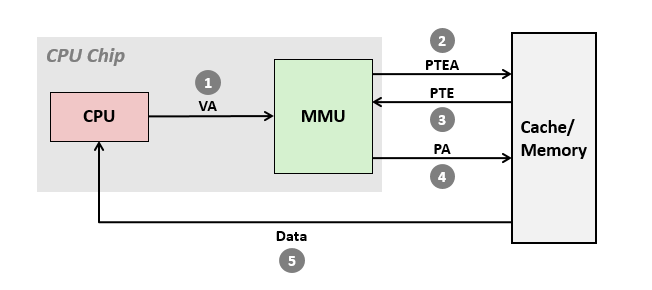 CPU Chip
2
PTEA
1
VA
PTE
CPU
MMU
3
Cache/
Memory
PA
4
Data
5